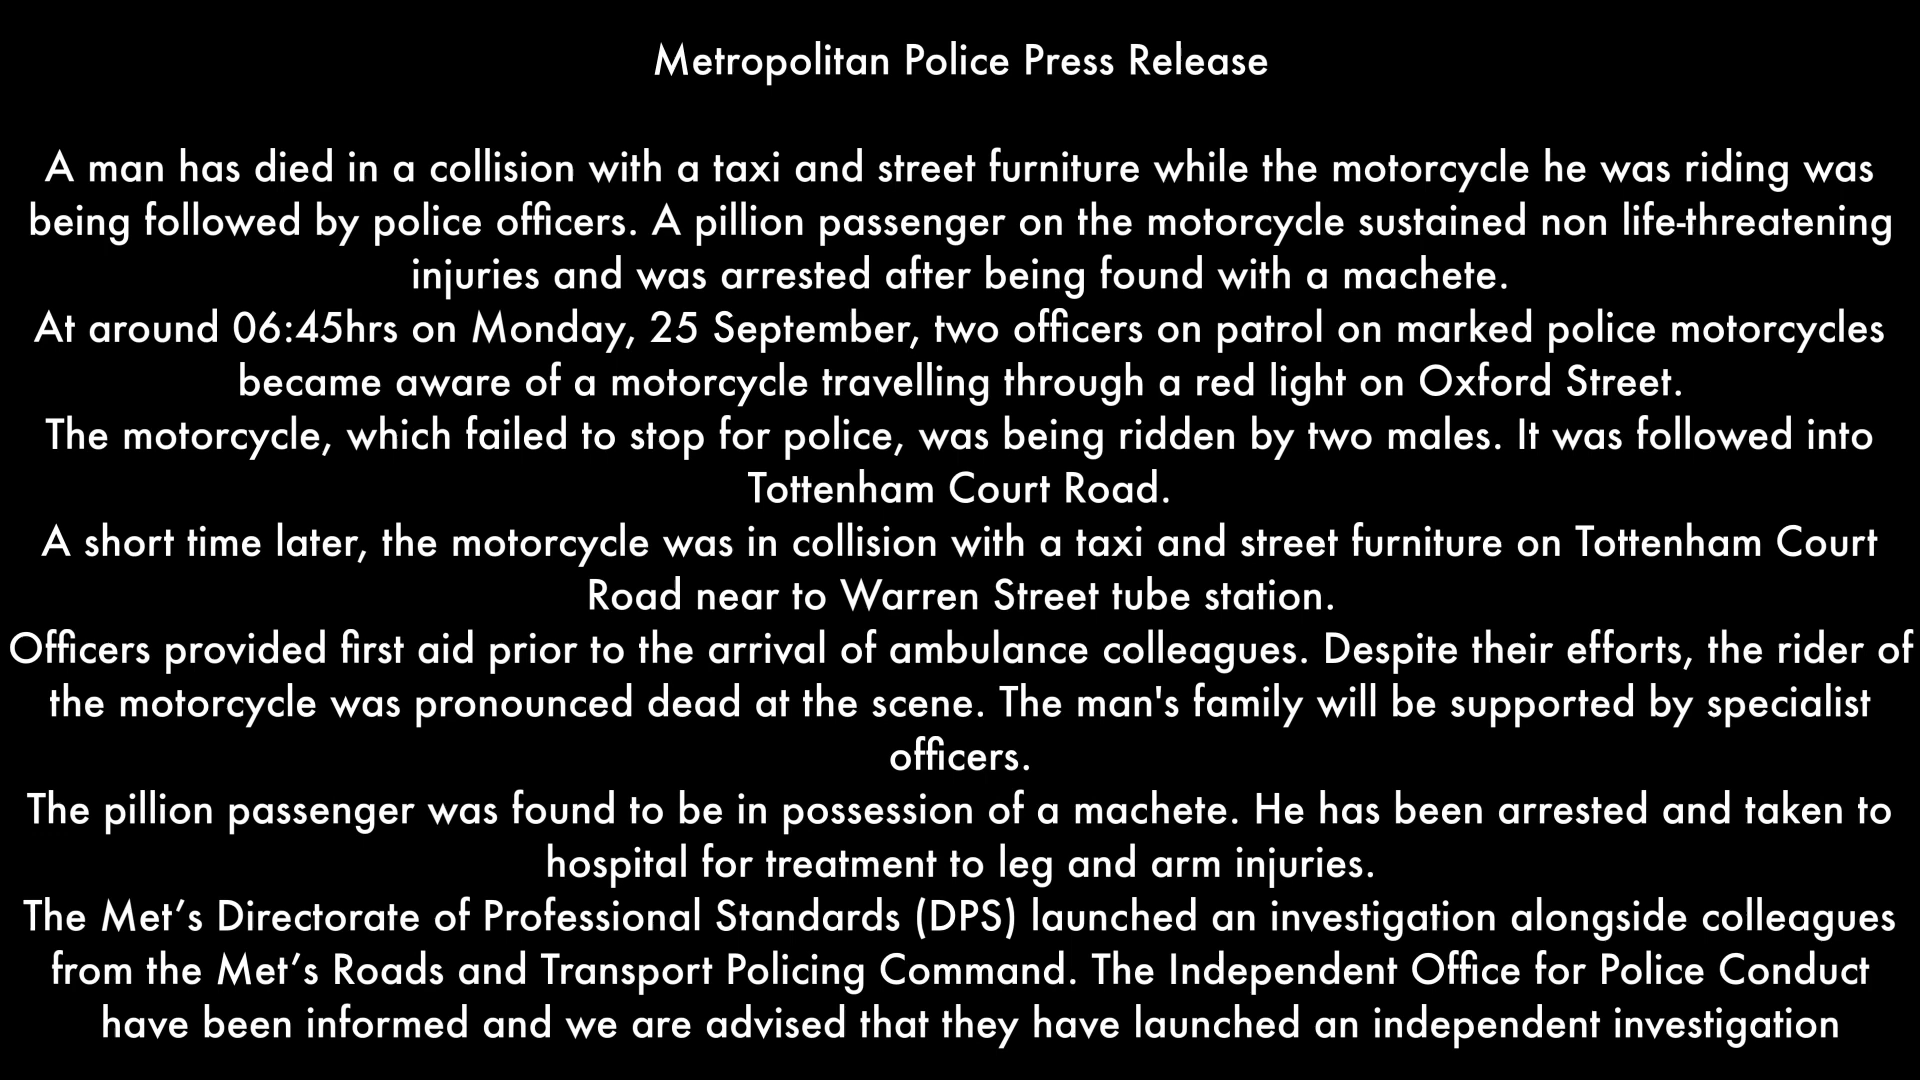 Metropolitan Police Press Release
A man has died in a collision with a taxi and street furniture while the motorcycle he was riding was
being followed by police officers. A pillion passenger on the motorcycle sustained non life-threatening
injuries and was arrested after being found with a machete.
At around 06:45hrs on Monday, 25 September, two officers on patrol on marked police motorcycles
became aware of a motorcycle travelling through a red light on Oxford Street.
The motorcycle, which failed to stop for police, was being ridden by two males. It was followed into
Tottenham Court Road.
A short time later, the motorcycle was in collision with a taxi and street furniture on Tottenham Court
Road near to Warren Street tube station.
Officers provided first aid prior to the arrival of ambulance colleagues. Despite their efforts, the rider of
the motorcycle was pronounced dead at the scene. The man's family will be supported by specialist
officers.
The pillion passenger was found to be in possession of a machete. He has been arrested and taken to
hospital for treatment to leg and arm injuries.
The Met’s Directorate of Professional Standards (DPS) launched an investigation alongside colleagues
from the Met’s Roads and Transport Policing Command. The Independent Office for Police Conduct
have been informed and we are advised that they have launched an independent investigation